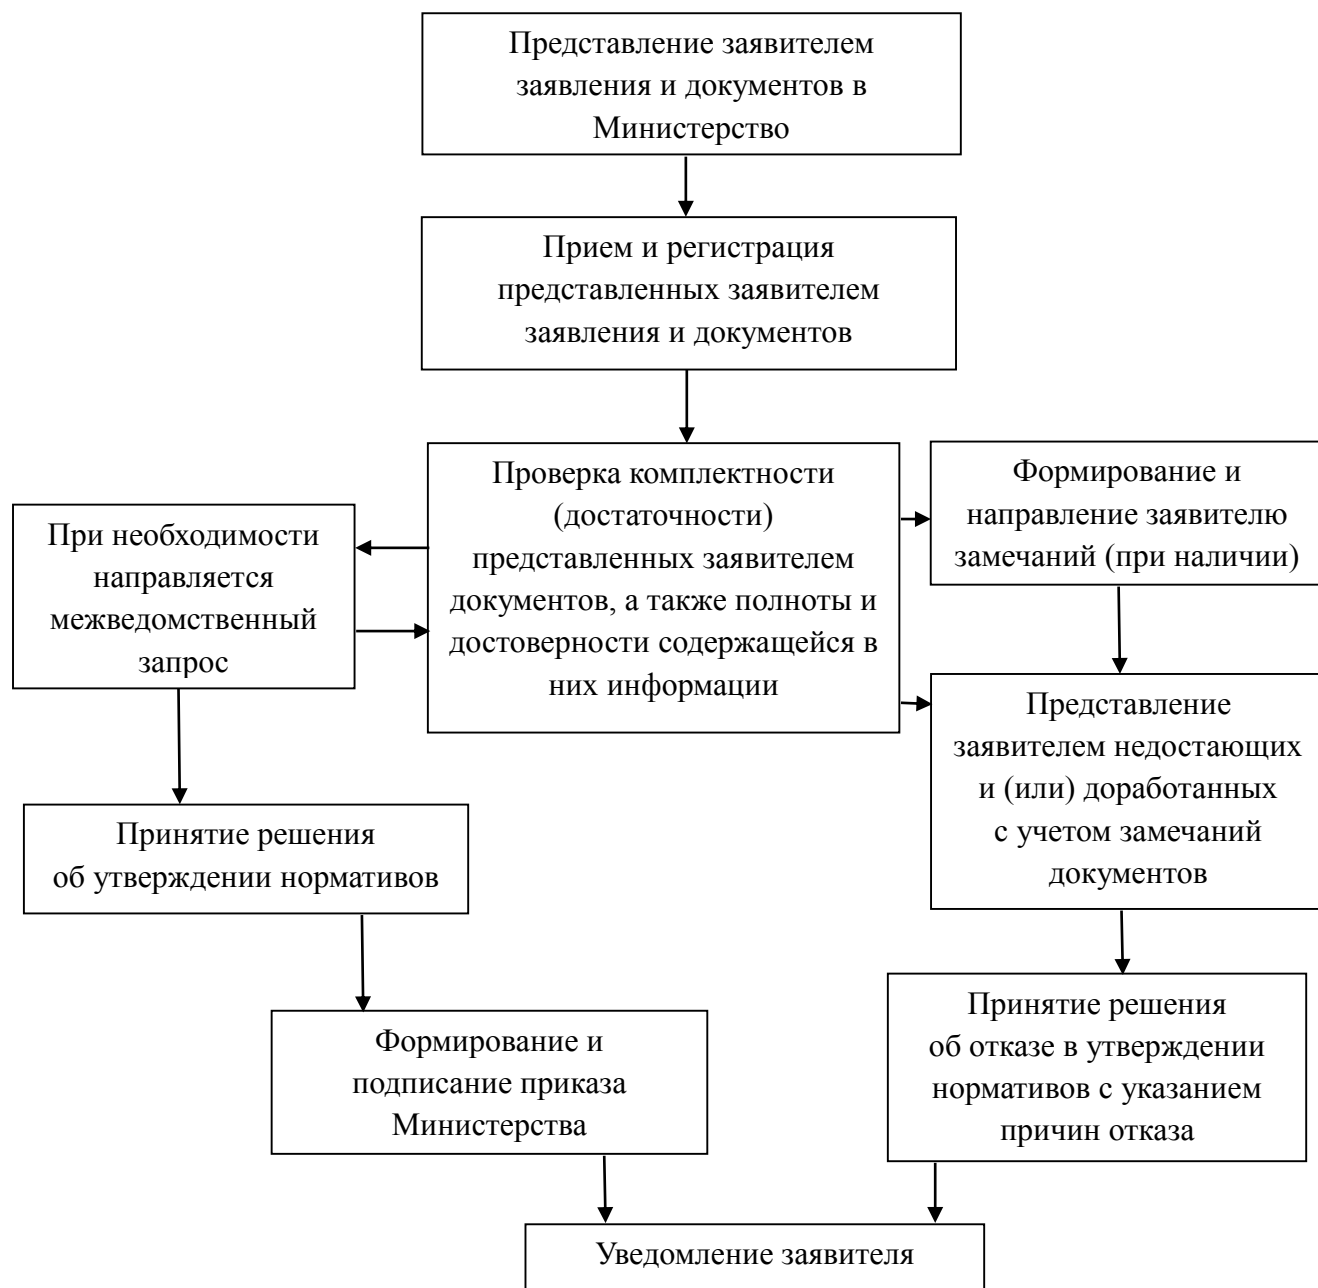 Представление заявителем
заявления и документов в
Министерство
Прием и регистрация
представленных заявителем
заявления и документов
Проверка комплектности
(достаточности)
представленных заявителем
документов, а также полноты и
достоверности содержащейся в
них информации
Формирование и
направление заявителю
замечаний (при наличии)
При необходимости
направляется
межведомственный
запрос
Представление
заявителем недостающих
и (или) доработанных
с учетом замечаний
документов
Принятие решения
об утверждении нормативов
Принятие решения
об отказе в утверждении
нормативов с указанием
причин отказа
Формирование и
подписание приказа
Министерства
Уведомление заявителя